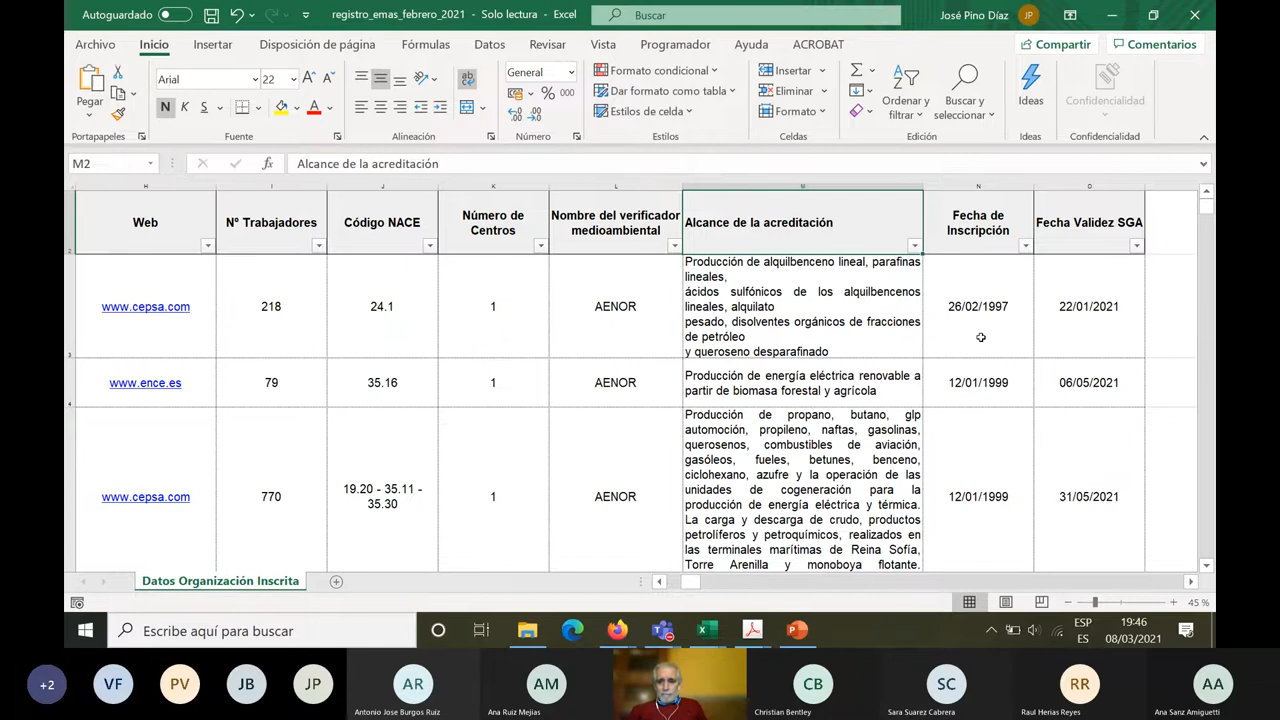 Autoguardado
registro_emas_febrero_2021 - Solo lectura - Excel
Buscar
José Pino Díaz
JP
Archivo
Inicio
Insertar
Disposición de página
Fórmulas
Datos
Revisar
Vista
Programador
Ayuda
ACROBAT
Compartir
Comentarios
Pegar
Arial
22
N K S
General
% 000
Formato condicional
Dar formato como tabla
Estilos de celda
Insertar
Eliminar
Formato
Ordenar y
filtrar
Buscar y
seleccionar
Ideas
Confidencialidad
Portapapeles
Fuente
Alineación
Número
Estilos
Celdas
Edición
Ideas
Confidencialidad
M2
fx
Alcance de la acreditación
H I J K L M N O
Web
Nº Trabajadores
Código NACE
Número de
Centros
Nombre del verificador
medioambiental
Alcance de la acreditación
Fecha de
Inscripción
Fecha Validez SGA
2
www.cepsa.com
218
24.1
1
AENOR
Producción de alquilbenceno lineal, parafinas
lineales,
ácidos sulfónicos de los alquilbencenos
lineales, alquilato
pesado, disolventes orgánicos de fracciones
de petróleo
y queroseno desparafinado
26/02/1997
22/01/2021
3
www.ence.es
79
35.16
1
AENOR
Producción de energía eléctrica renovable a
partir de biomasa forestal y agrícola
12/01/1999
06/05/2021
4
www.cepsa.com
770
19.20 - 35.11 -
35.30
1
AENOR
Producción de propano, butano, glp
automoción, propileno, naftas, gasolinas,
querosenos, combustibles de aviación,
gasóleos, fueles, betunes, benceno,
ciclohexano, azufre y la operación de las
unidades de cogeneración para la
producción de energía eléctrica y térmica.
La carga y descarga de crudo, productos
petrolíferos y petroquímicos, realizados en
las terminales marítimas de Reina Sofía,
Torre Arenilla y monoboya flotante.
12/01/1999
31/05/2021
Datos Organización Inscrita
45 %
Escribe aquí para buscar
ESP
ES
19:46
08/03/2021
+2
VF
PV
JB
JP
AR
Antonio Jose Burgos Ruiz
AM
Ana Ruiz Mejias
CB
Christian Bentley
SC
Sara Suarez Cabrera
RR
Raul Herias Reyes
AA
Ana Sanz Amiguetti